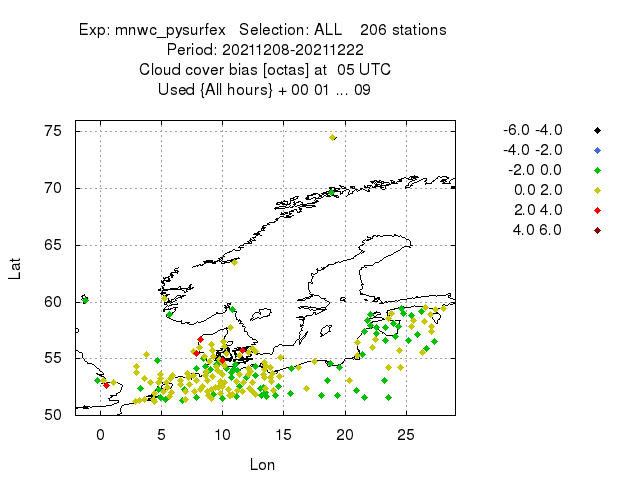 Exp: mnwc_pysurfex   Selection: ALL    206 stations
Period: 20211208-20211222
Cloud cover bias [octas] at  05 UTC
Used {All hours} + 00 01 ... 09
-6.0 -4.0
-4.0 -2.0
-2.0 0.0
0.0 2.0
2.0 4.0
4.0 6.0
75
70
65
60
55
50
Lat
0 5 10 15 20 25
Lon